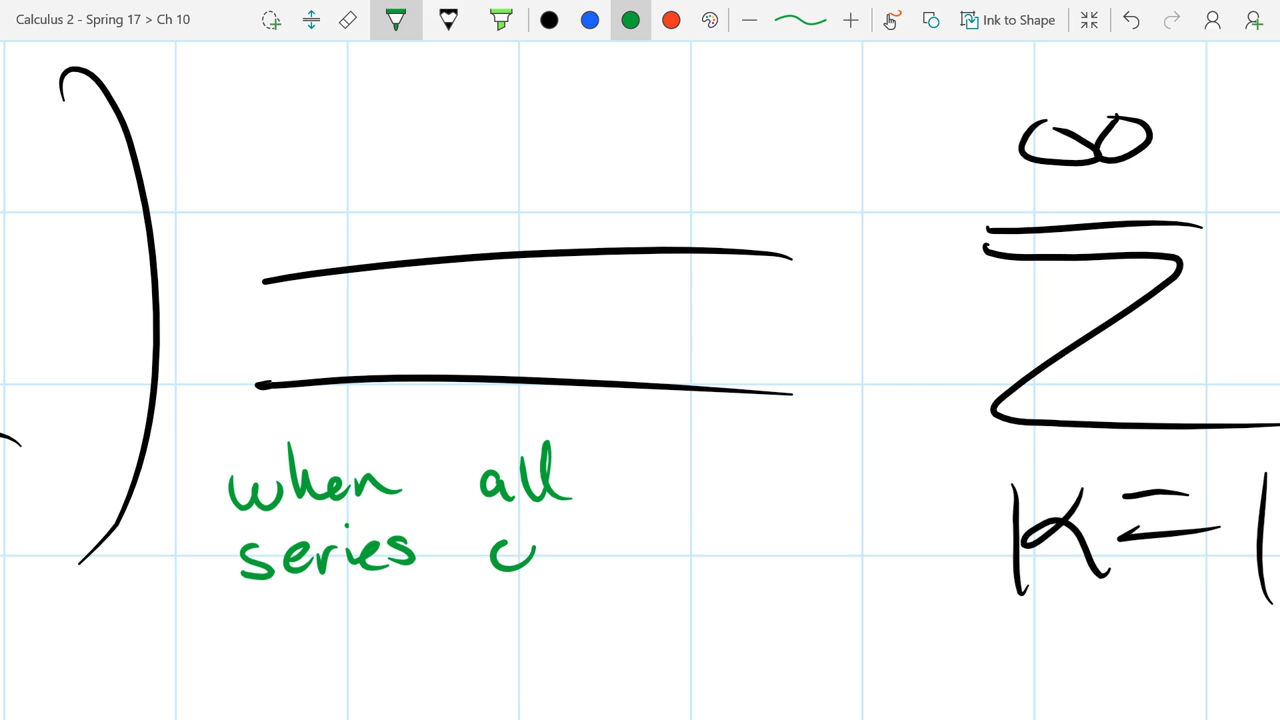 Calculus 2 - Spring 17 > Ch 10
Ink to Shape
) = ∞
Σ
k=1
when all
series c